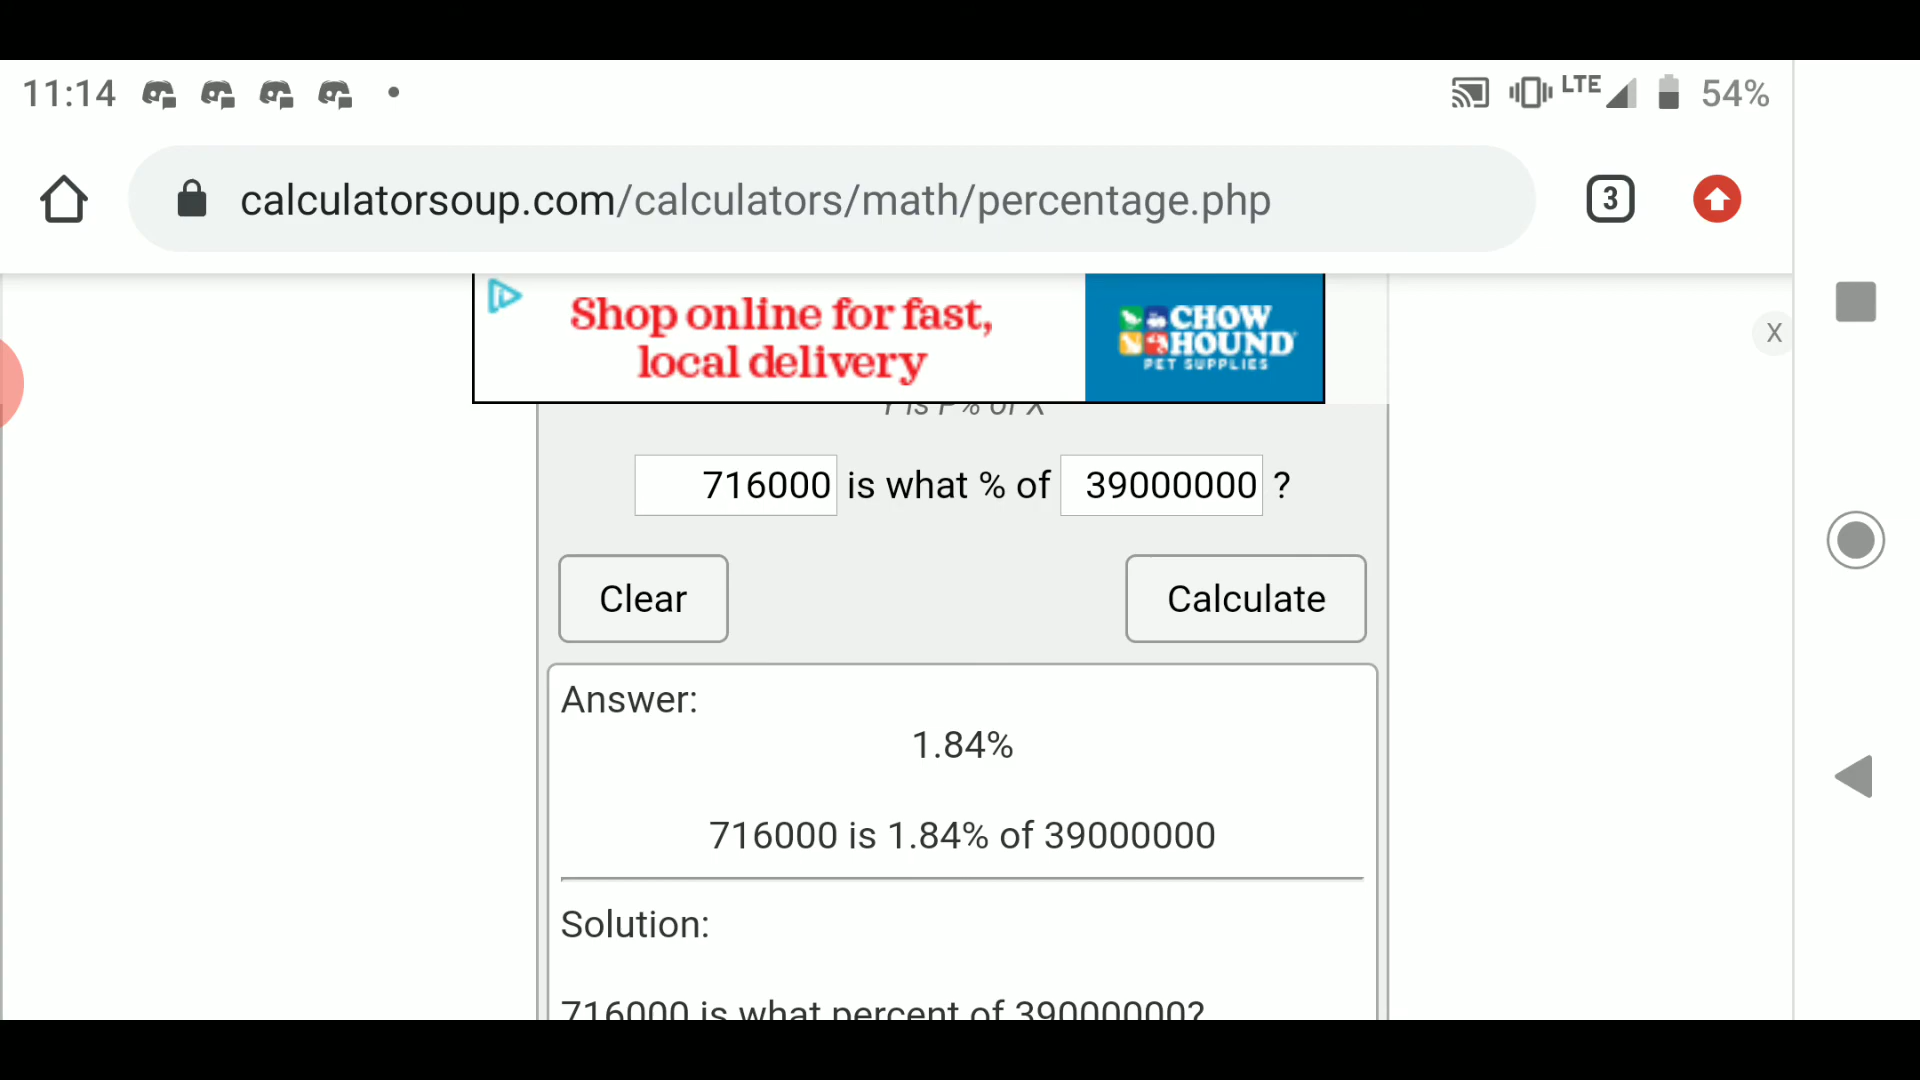 11:14 LTE 54%
calculatorsoup.com/calculators/math/percentage.php 3
Shop online for fast,
local delivery
CHOW
HOUND
PET SUPPLIES
X
Y is P% of X
716000 is what % of 39000000 ?
Clear Calculate
Answer:
1.84%
716000 is 1.84% of 39000000
Solution:
716000 is what percent of 39000000?